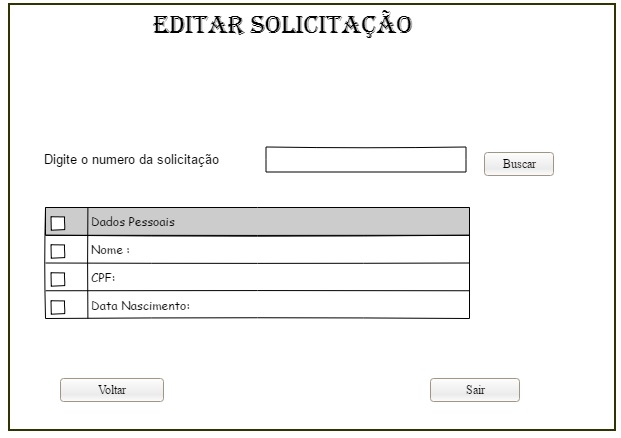 EDITAR SOLICITAÇÃO
Digite o numero da solicitação
Buscar
Dados Pessoais
Nome :
CPF:
Data Nascimento:
Voltar
Sair